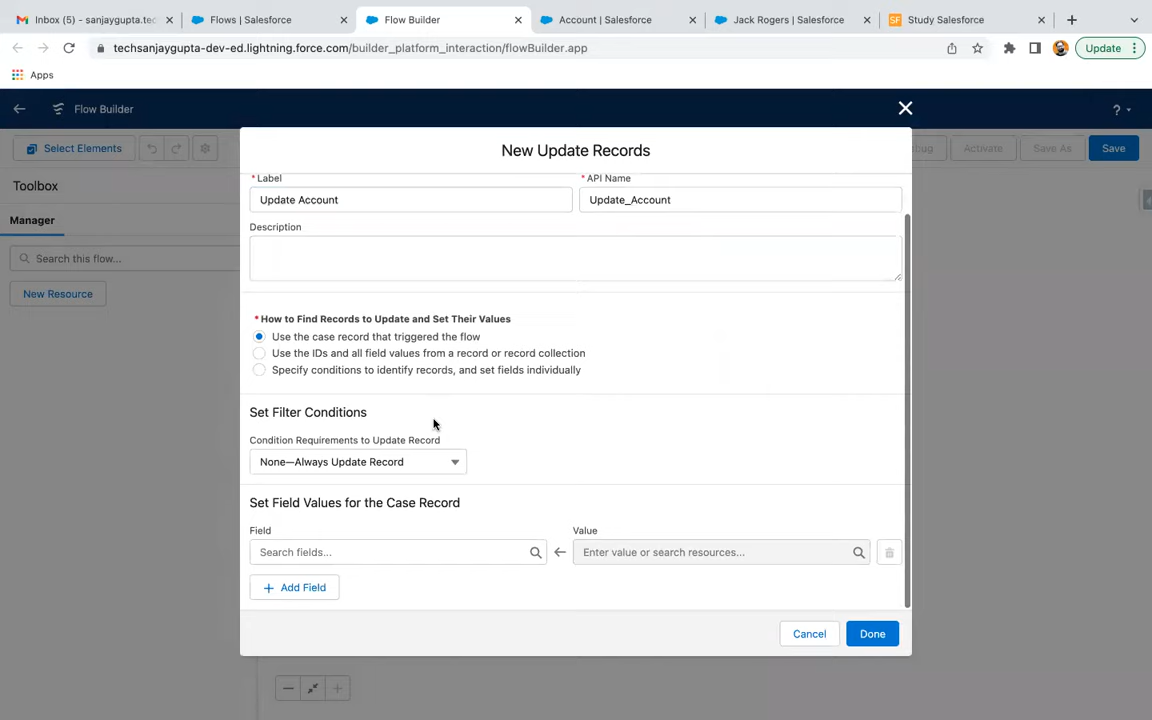 Inbox (5) - sanjaygupta.tec
Flows | Salesforce
Flow Builder
Account | Salesforce
Jack Rogers | Salesforce
SF
Study Salesforce
techsanjaygupta-dev-ed.lightning.force.com/builder_platform_interaction/flowBuilder.app
Update
Apps
Flow Builder
?
Select Elements
bug
Activate
Save As
Save
New Update Records
Toolbox
* Label
* API Name
Update Account
Update_Account
Manager
Description
Search this flow...
New Resource
* How to Find Records to Update and Set Their Values
Use the case record that triggered the flow
Use the IDs and all field values from a record or record collection
Specify conditions to identify records, and set fields individually
Set Filter Conditions
Condition Requirements to Update Record
None—Always Update Record
Set Field Values for the Case Record
Field
Value
Search fields...
Enter value or search resources...
+ Add Field
Cancel
Done